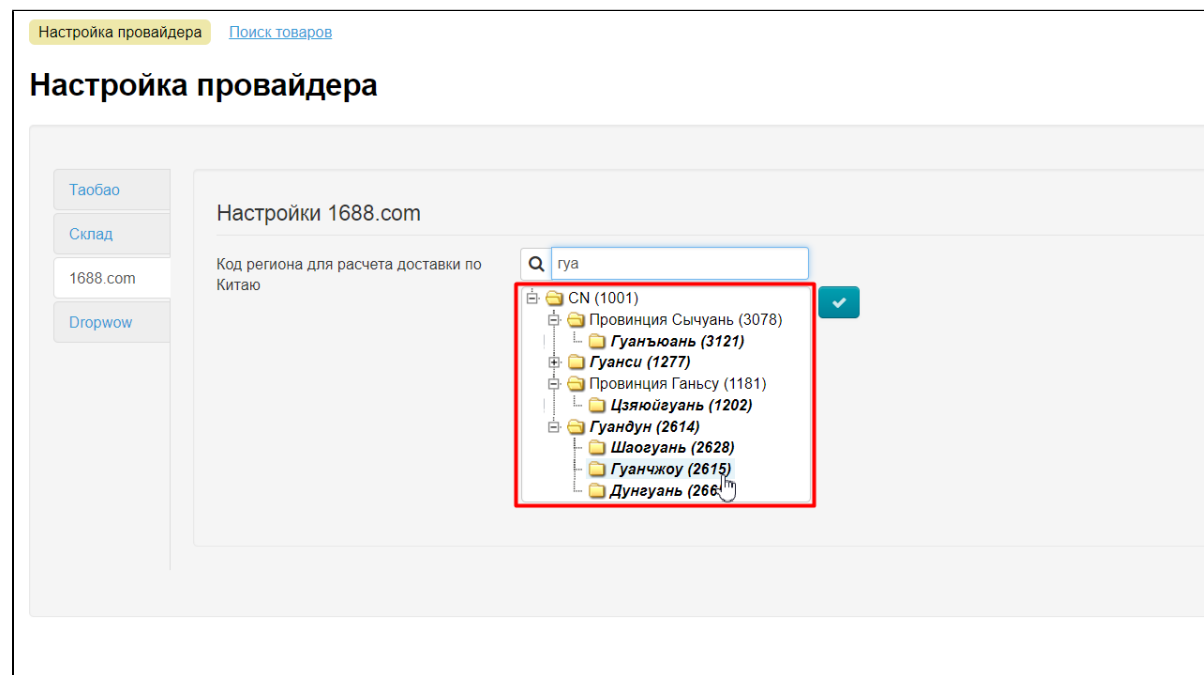 Настройка провайдера Поиск товаров
Настройка провайдера
Таобао
Склад
1688.com
Dropwow
Настройки 1688.com
Код региона для расчета доставки по
Китаю
гуа
CN (1001)
Провинция Сычуань (3078)
Гуанъюань (3121)
Гуанси (1277)
Провинция Ганьсу (1181)
Цзяюйгуань (1202)
Гуандун (2614)
Шаогуань (2628)
Гуанчжоу (2615)
Дунгуань